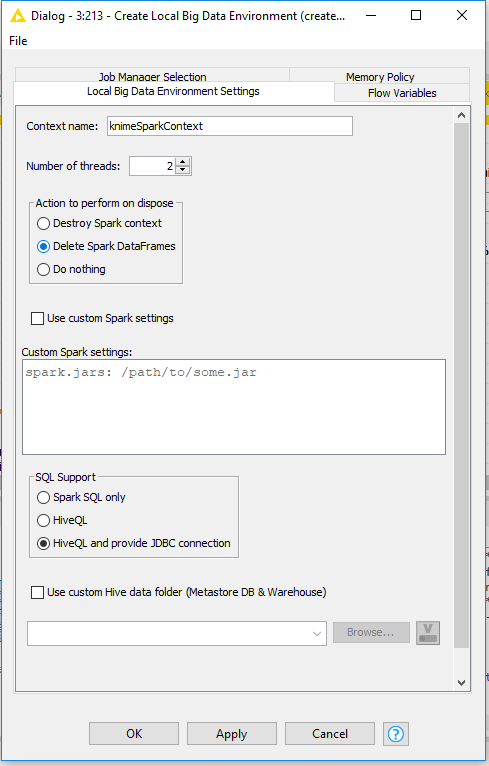 Dialog - 3:213 - Create Local Big Data Environment (create...
File
Job Manager Selection
Memory Policy
Local Big Data Environment Settings
Flow Variables
Context name: knimeSparkContext
Number of threads: 2
Action to perform on dispose
Destroy Spark context
Delete Spark DataFrames
Do nothing
Use custom Spark settings
Custom Spark settings:
spark.jars: /path/to/some.jar
SQL Support
Spark SQL only
HiveQL
HiveQL and provide JDBC connection
Use custom Hive data folder (Metastore DB & Warehouse)
Browse...
V
OK
Apply
Cancel
?